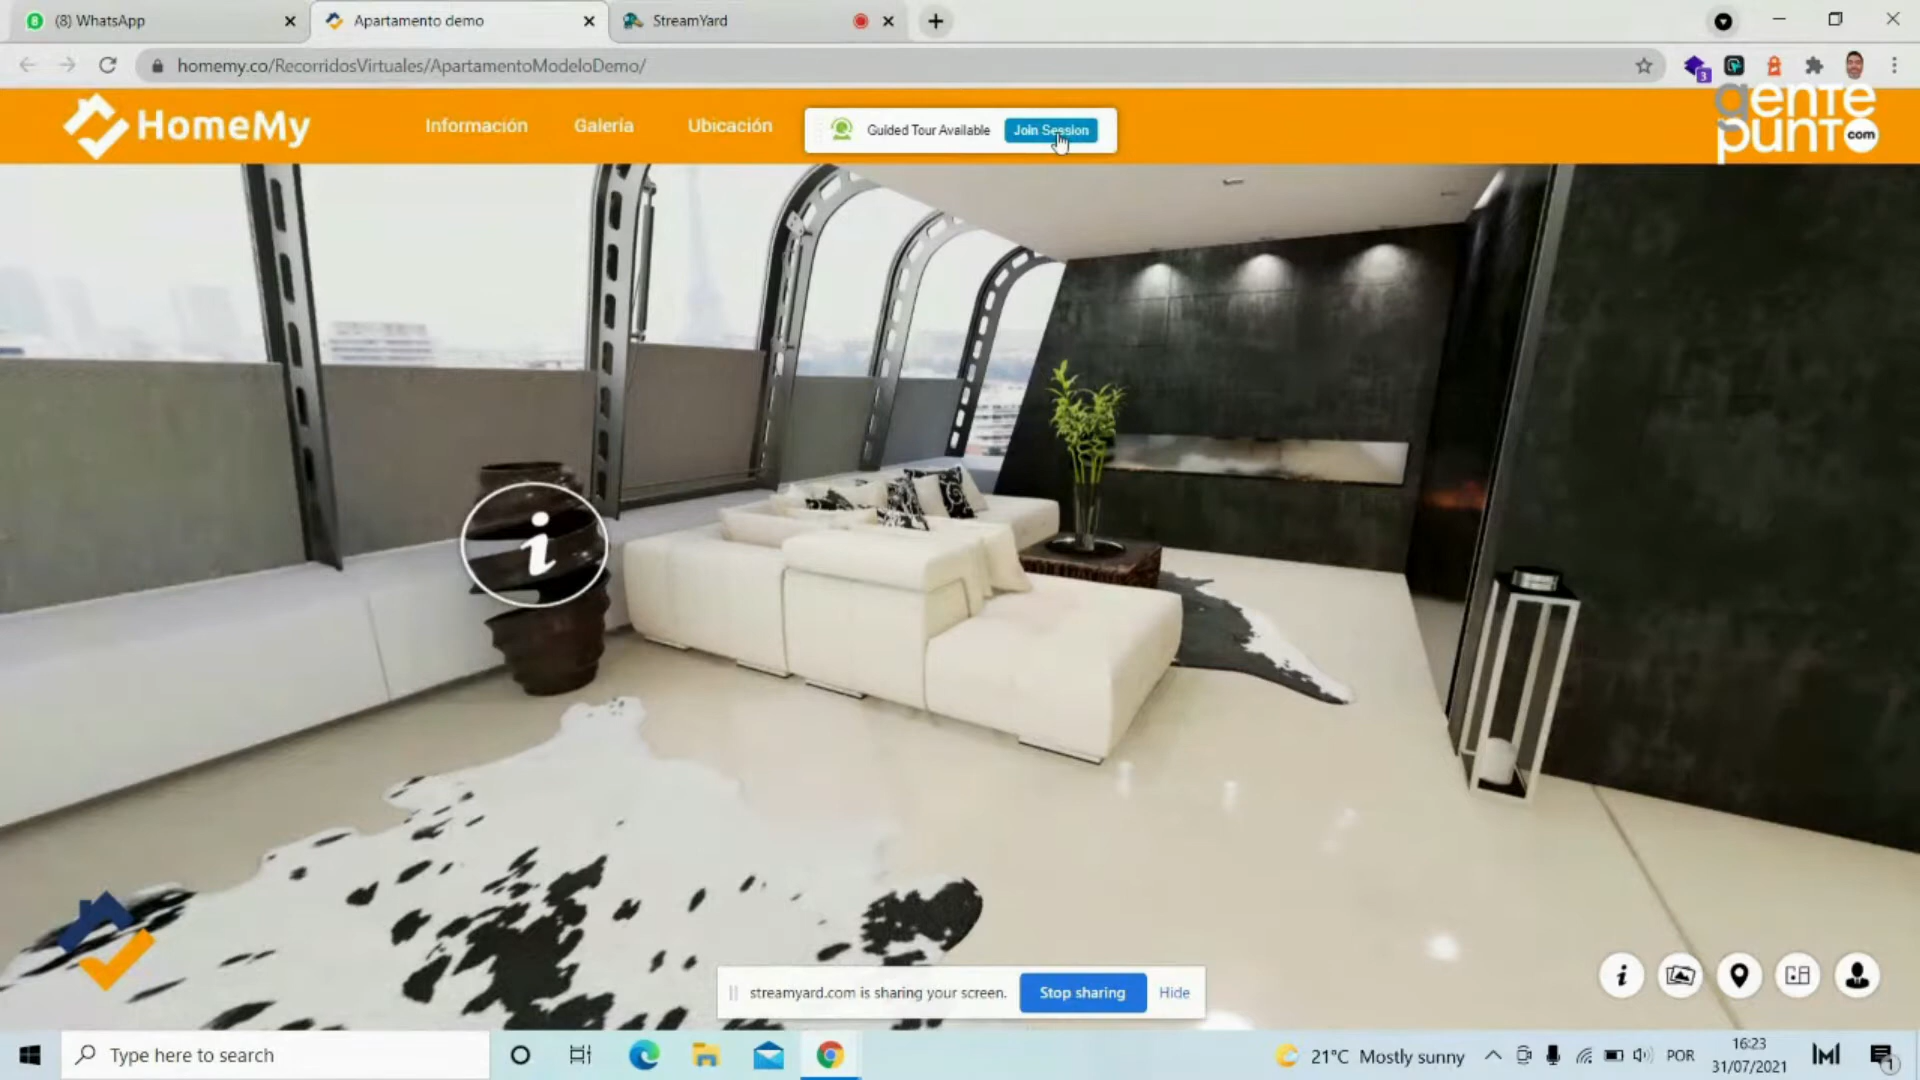 (8) WhatsApp
Apartamento demo
StreamYard
homemy.co/RecorridosVirtuales/ApartamentoModeloDemo/
3
HomeMy
Información
Galería
Ubicación
Guided Tour Available
Join Session
gente
punto
com
i
streamyard.com is sharing your screen.
Stop sharing
Hide
i
Type here to search
21°C Mostly sunny
POR
16:23
31/07/2021
1